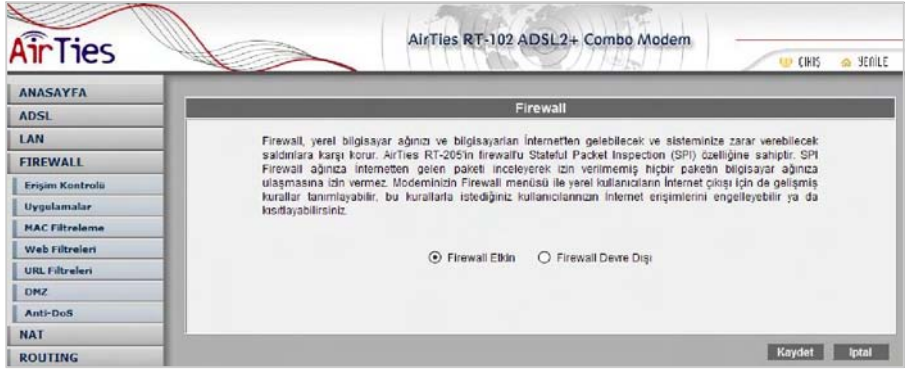 AirTies
AirTies RT-102 ADSL2+ Combo Modem
ÇIKIŞ
YENİLE
ANASAYFA
ADSL
LAN
FIREWALL
Erişim Kontrolü
Uygulamalar
MAC Filtreleme
Web Filtreleri
URL Filtreleri
DMZ
Anti-DoS
NAT
ROUTING
Firewall
Firewall, yerel bilgisayar ağınızı ve bilgisayarları İnternetten gelebilecek ve sisteminize zarar verebilecek
saldırılara karşı korur. AirTies RT-205'in firewall'u Stateful Packet Inspection (SPI) özelliğine sahiptir. SPI
Firewall ağınıza İnternetten gelen paketi inceleyerek izin verilmemiş hiçbir paketin bilgisayar ağınıza
ulaşmasına izin vermez. Modeminizin Firewall menüsü ile yerel kullanıcıların İnternet çıkışı için de gelişmiş
kurallar tanımlayabilir, bu kurallarla istediğiniz kullanıcılarınızın İnternet erişimlerini engelleyebilir ya da
kısıtlayabilirsiniz.
Firewall Etkin Firewall Devre Dışı
Kaydet Iptal